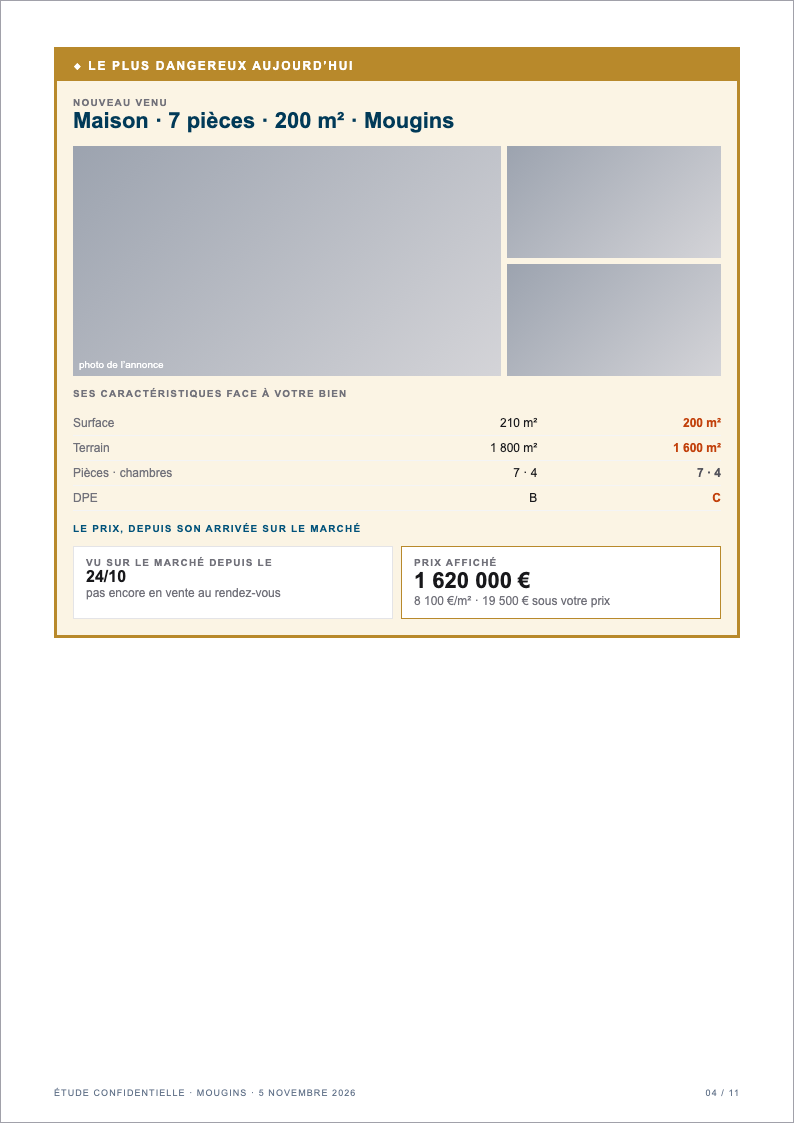 ◆ LE PLUS DANGEREUX AUJOURD'HUI
NOUVEAU VENU
Maison · 7 pièces · 200 m² · Mougins
photo de l'annonce
SES CARACTÉRISTIQUES FACE À VOTRE BIEN
Surface 210 m² 200 m²
Terrain 1 800 m² 1 600 m²
Pièces · chambres 7 · 4 7 · 4
DPE B C
LE PRIX, DEPUIS SON ARRIVÉE SUR LE MARCHÉ
VU SUR LE MARCHÉ DEPUIS LE
24/10
pas encore en vente au rendez-vous
PRIX AFFICHÉ
1 620 000 €
8 100 €/m² · 19 500 € sous votre prix
ÉTUDE CONFIDENTIELLE · MOUGINS · 5 NOVEMBRE 2026 04 / 11